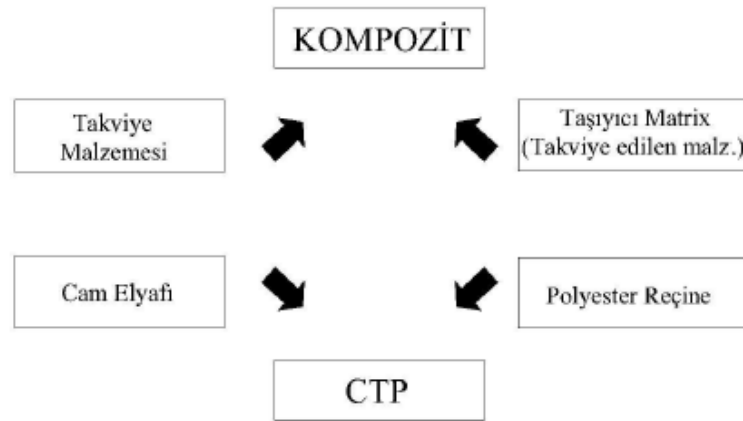 KOMPOZİT
Takviye
Malzemesi
Taşıyıcı Matrix
(Takviye edilen malz.)
Cam Elyafı
Polyester Reçine
CTP